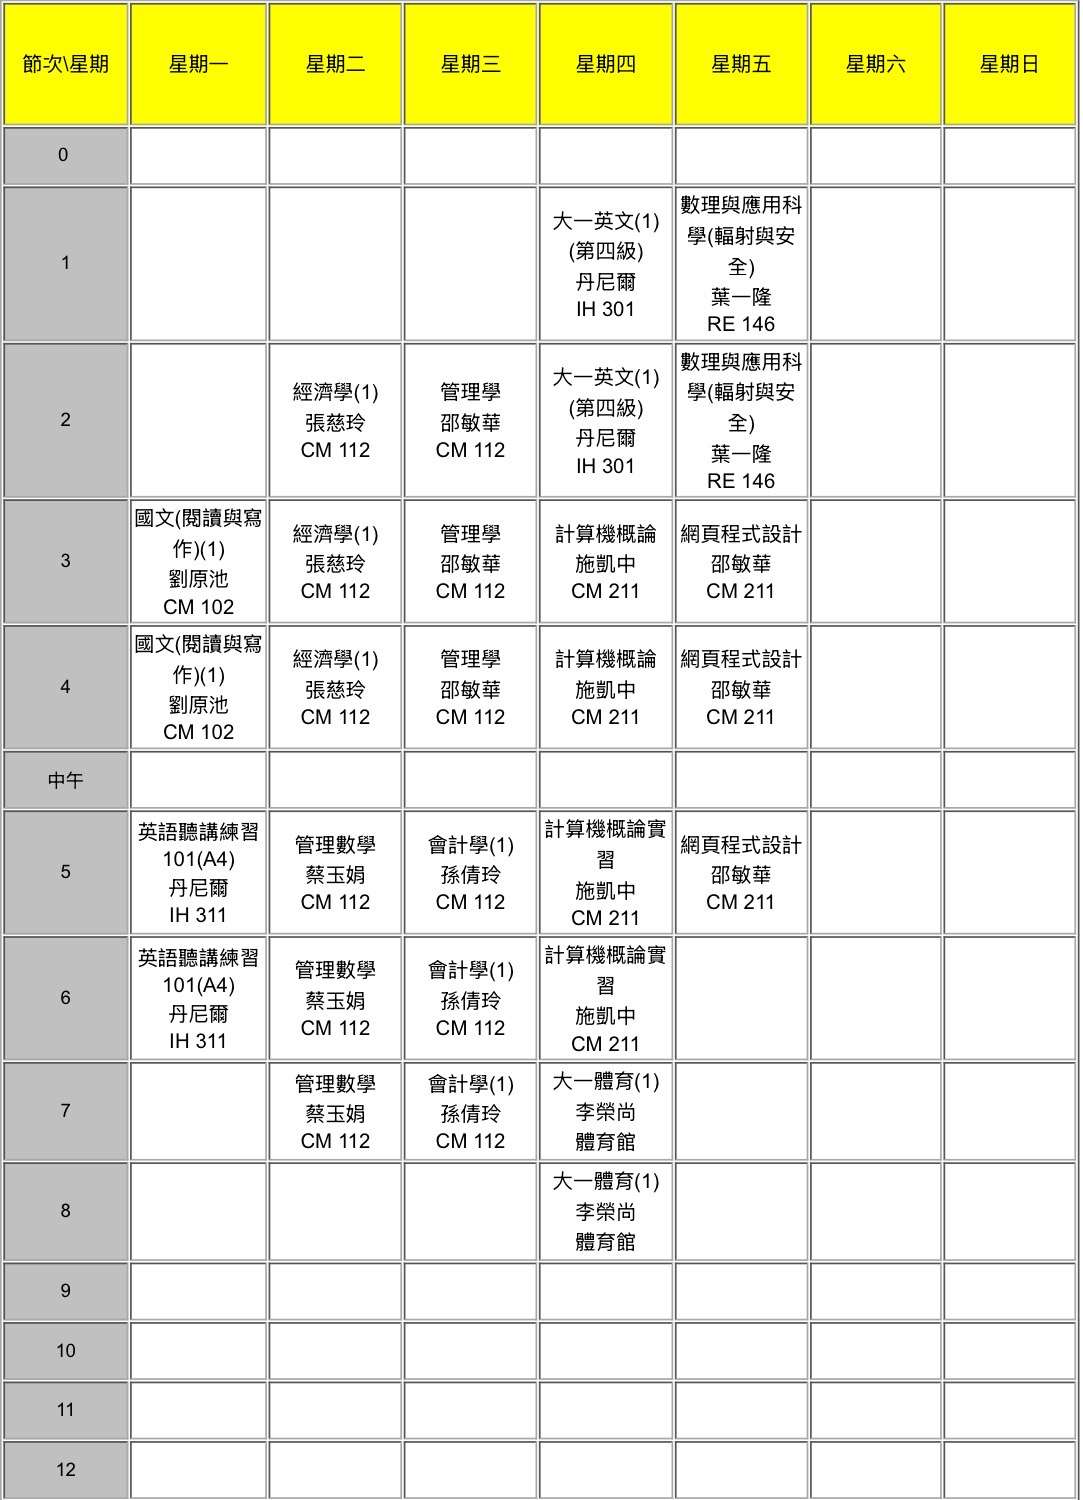 節次\星期 星期一 星期二 星期三 星期四 星期五 星期六 星期日
0
1
大一英文(1)
(第四級)
丹尼爾
IH 301
數理與應用科
學(輻射與安
全)
葉一隆
RE 146
2
經濟學(1)
張慈玲
CM 112
管理學
邵敏華
CM 112
大一英文(1)
(第四級)
丹尼爾
IH 301
數理與應用科
學(輻射與安
全)
葉一隆
RE 146
3
國文(閱讀與寫
作)(1)
劉原池
CM 102
經濟學(1)
張慈玲
CM 112
管理學
邵敏華
CM 112
計算機概論
施凱中
CM 211
網頁程式設計
邵敏華
CM 211
4
國文(閱讀與寫
作)(1)
劉原池
CM 102
經濟學(1)
張慈玲
CM 112
管理學
邵敏華
CM 112
計算機概論
施凱中
CM 211
網頁程式設計
邵敏華
CM 211
中午
5
英語聽講練習
101(A4)
丹尼爾
IH 311
管理數學
蔡玉娟
CM 112
會計學(1)
孫倩玲
CM 112
計算機概論實
習
施凱中
CM 211
網頁程式設計
邵敏華
CM 211
6
英語聽講練習
101(A4)
丹尼爾
IH 311
管理數學
蔡玉娟
CM 112
會計學(1)
孫倩玲
CM 112
計算機概論實
習
施凱中
CM 211
7
管理數學
蔡玉娟
CM 112
會計學(1)
孫倩玲
CM 112
大一體育(1)
李榮尚
體育館
8
大一體育(1)
李榮尚
體育館
9
10
11
12